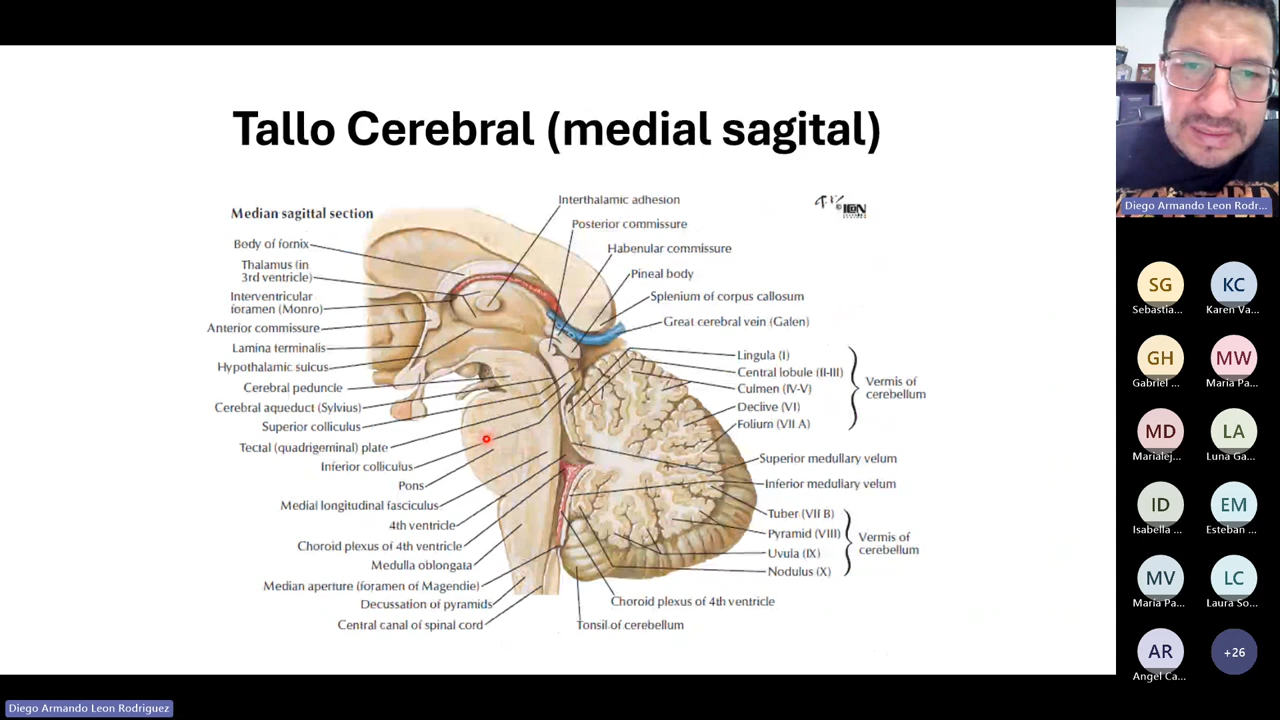 Tallo Cerebral (medial sagital)
Median sagittal section
Interthalamic adhesion
Posterior commissure
Habenular commissure
Pineal body
Splenium of corpus callosum
Great cerebral vein (Galen)
Body of fornix
Thalamus (in
3rd ventricle)
Interventricular
foramen (Monro)
Anterior commissure
Lamina terminalis
Hypothalamic sulcus
Cerebral peduncle
Cerebral aqueduct (Sylvius)
Superior colliculus
Tectal (quadrigeminal) plate
Inferior colliculus
Pons
Medial longitudinal fasciculus
4th ventricle
Choroid plexus of 4th ventricle
Medulla oblongata
Median aperture (foramen of Magendie)
Decussation of pyramids
Central canal of spinal cord
Lingula (I)
Central lobule (II-III)
Culmen (IV-V)
Declive (VI)
Folium (VII A)
Vermis of
cerebellum
Superior medullary velum
Inferior medullary velum
Tuber (VII B)
Pyramid (VIII)
Uvula (IX)
Nodulus (X)
Vermis of
cerebellum
Choroid plexus of 4th ventricle
Tonsil of cerebellum
Diego Armando Leon Rodr...
SG
Sebastia...
KC
Karen Va...
GH
Gabriel ...
MW
Maria Pa...
MD
Marialej...
LA
Luna Ga...
ID
Isabella ...
EM
Esteban ...
MV
Maria Pa...
LC
Laura So...
AR
Angel Ca...
+26
Diego Armando Leon Rodriguez